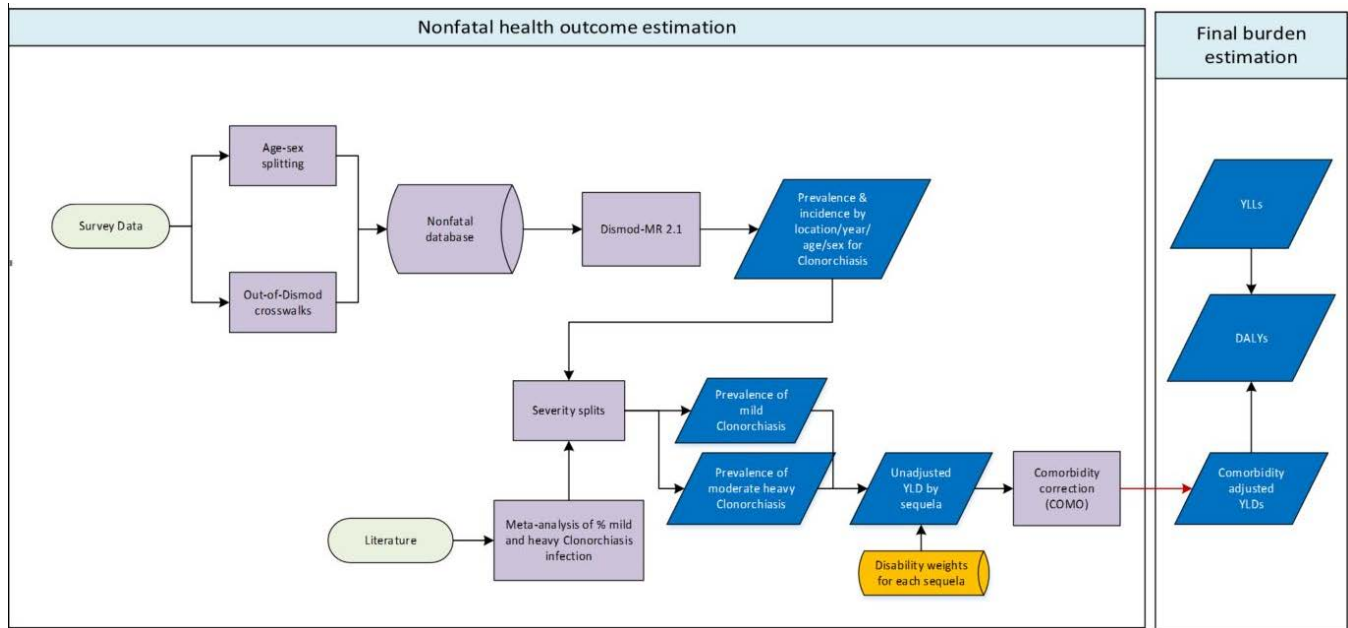 Nonfatal health outcome estimation
Final burden
estimation
Age-sex
splitting
Survey Data
Out-of-Dismod
crosswalks
Nonfatal
database
Dismod-MR 2.1
Prevalence &
incidence by
location/year/
age/sex for
Clonorchiasis
YLLs
DALYs
Severity splits
Prevalence of
mild
Clonorchiasis
Prevalence of
moderate heavy
Clonorchiasis
Unadjusted
YLD by
sequela
Comorbidity
correction
(COMO)
Comorbidity
adjusted
YLDs
Literature
Meta-analysis of % mild
and heavy Clonorchiasis
infection
Disability weights
for each sequela